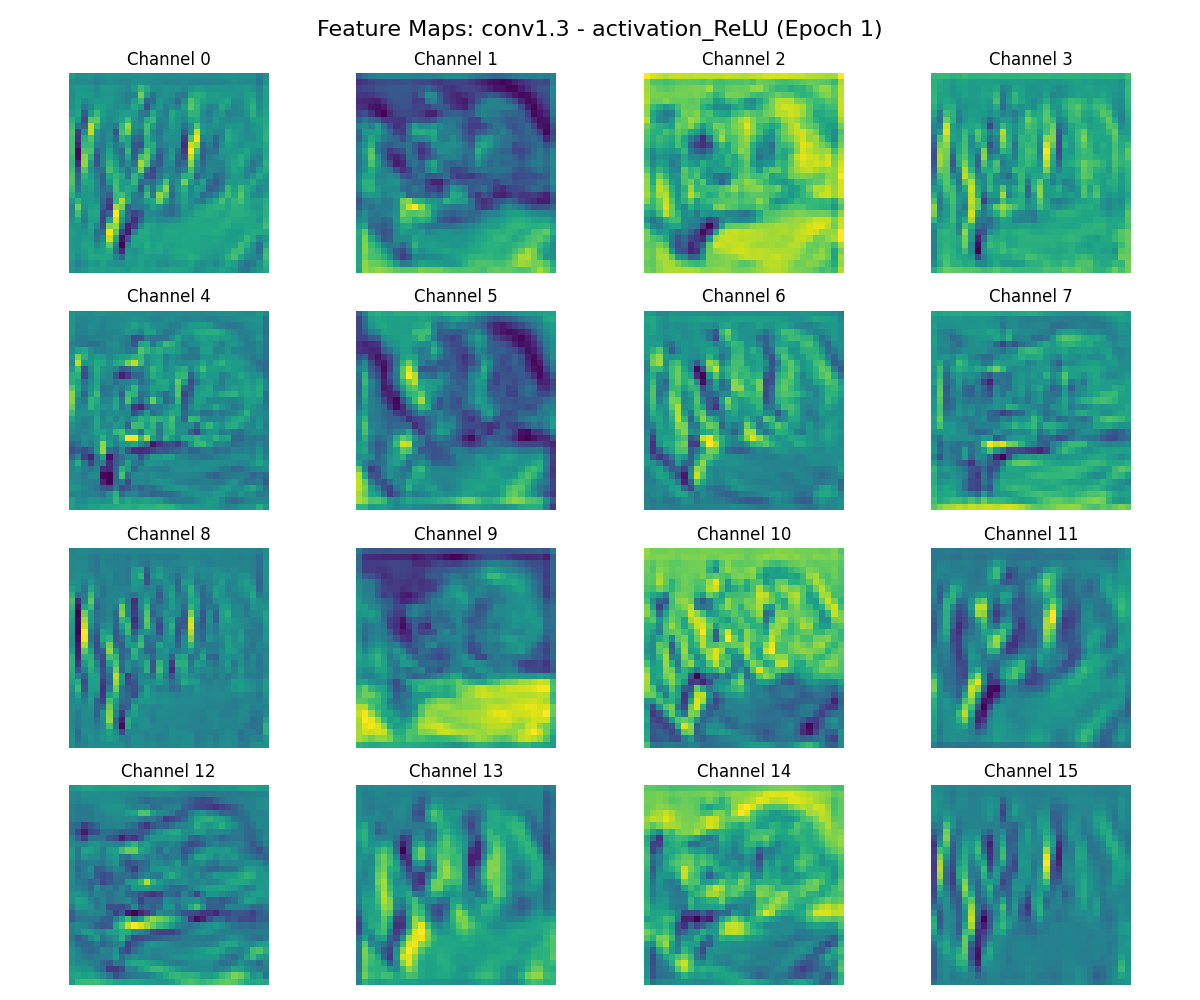 Feature Maps: conv1.3 - activation_ReLU (Epoch 1)
Channel 0
Channel 1
Channel 2
Channel 3
Channel 4
Channel 5
Channel 6
Channel 7
Channel 8
Channel 9
Channel 10
Channel 11
Channel 12
Channel 13
Channel 14
Channel 15